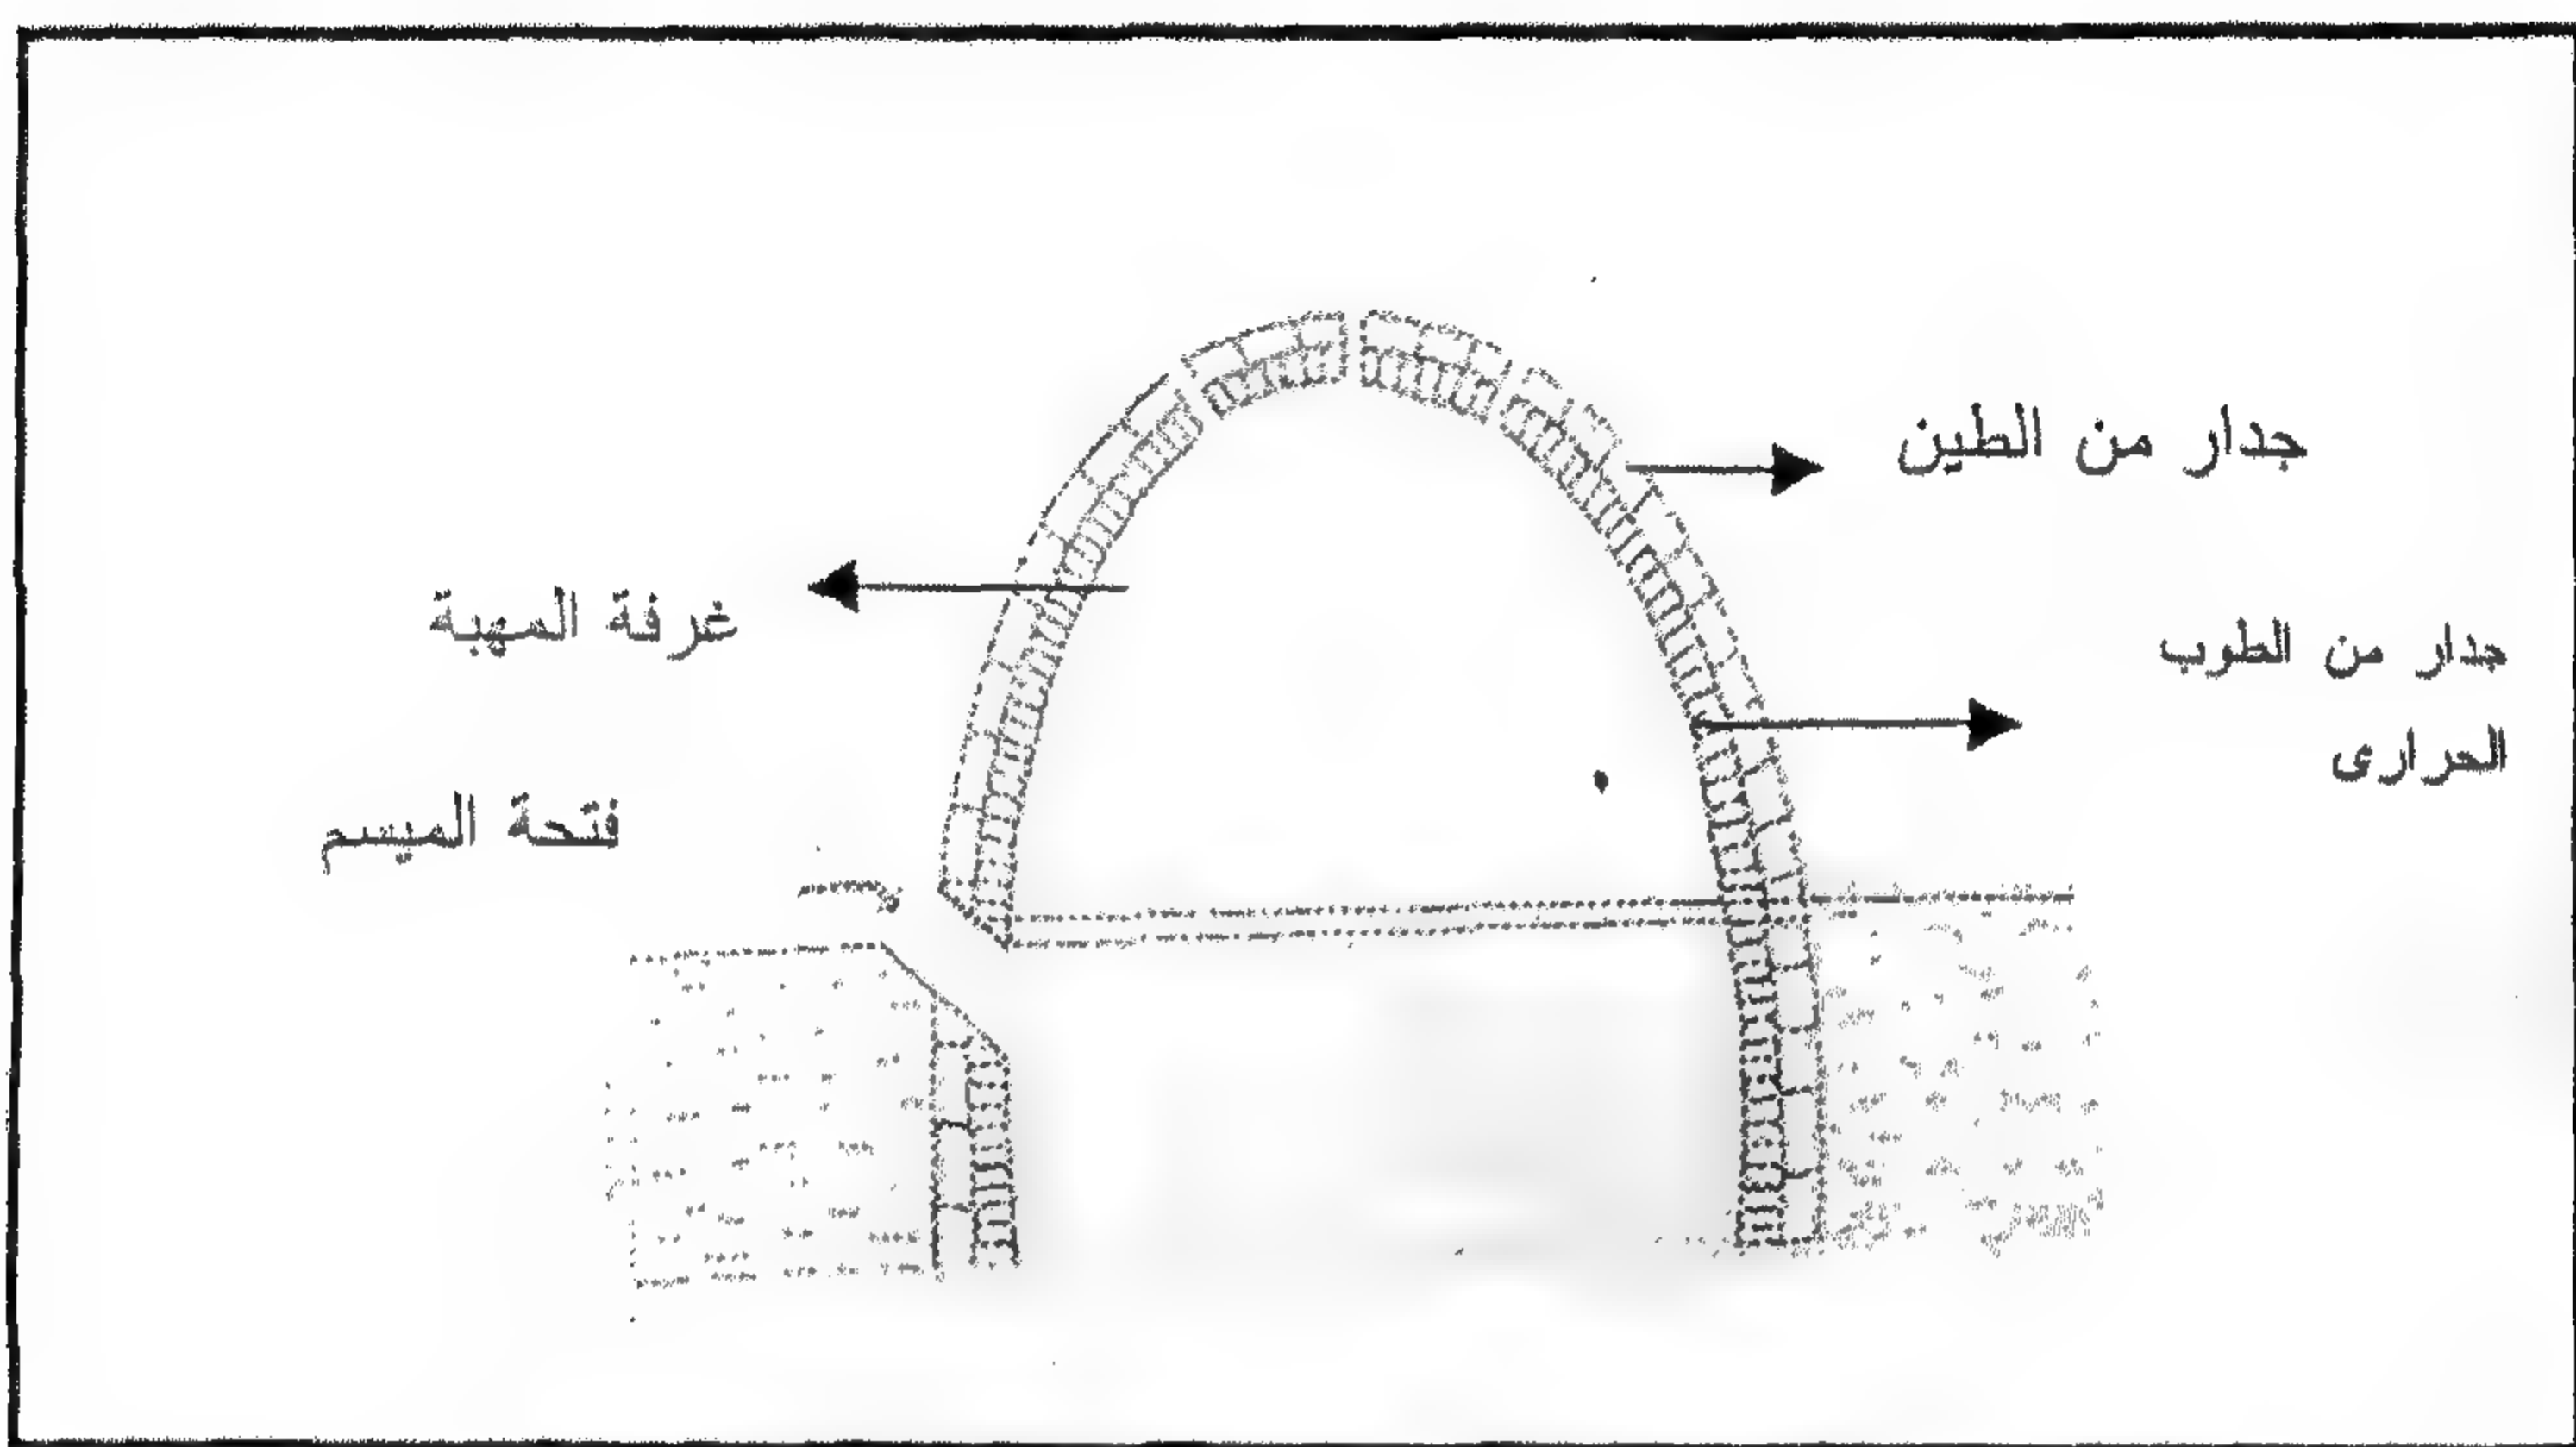 جدار من الطين
غرفة المهبة
جدار من الطوب
الحرارى
فتحة الميسم